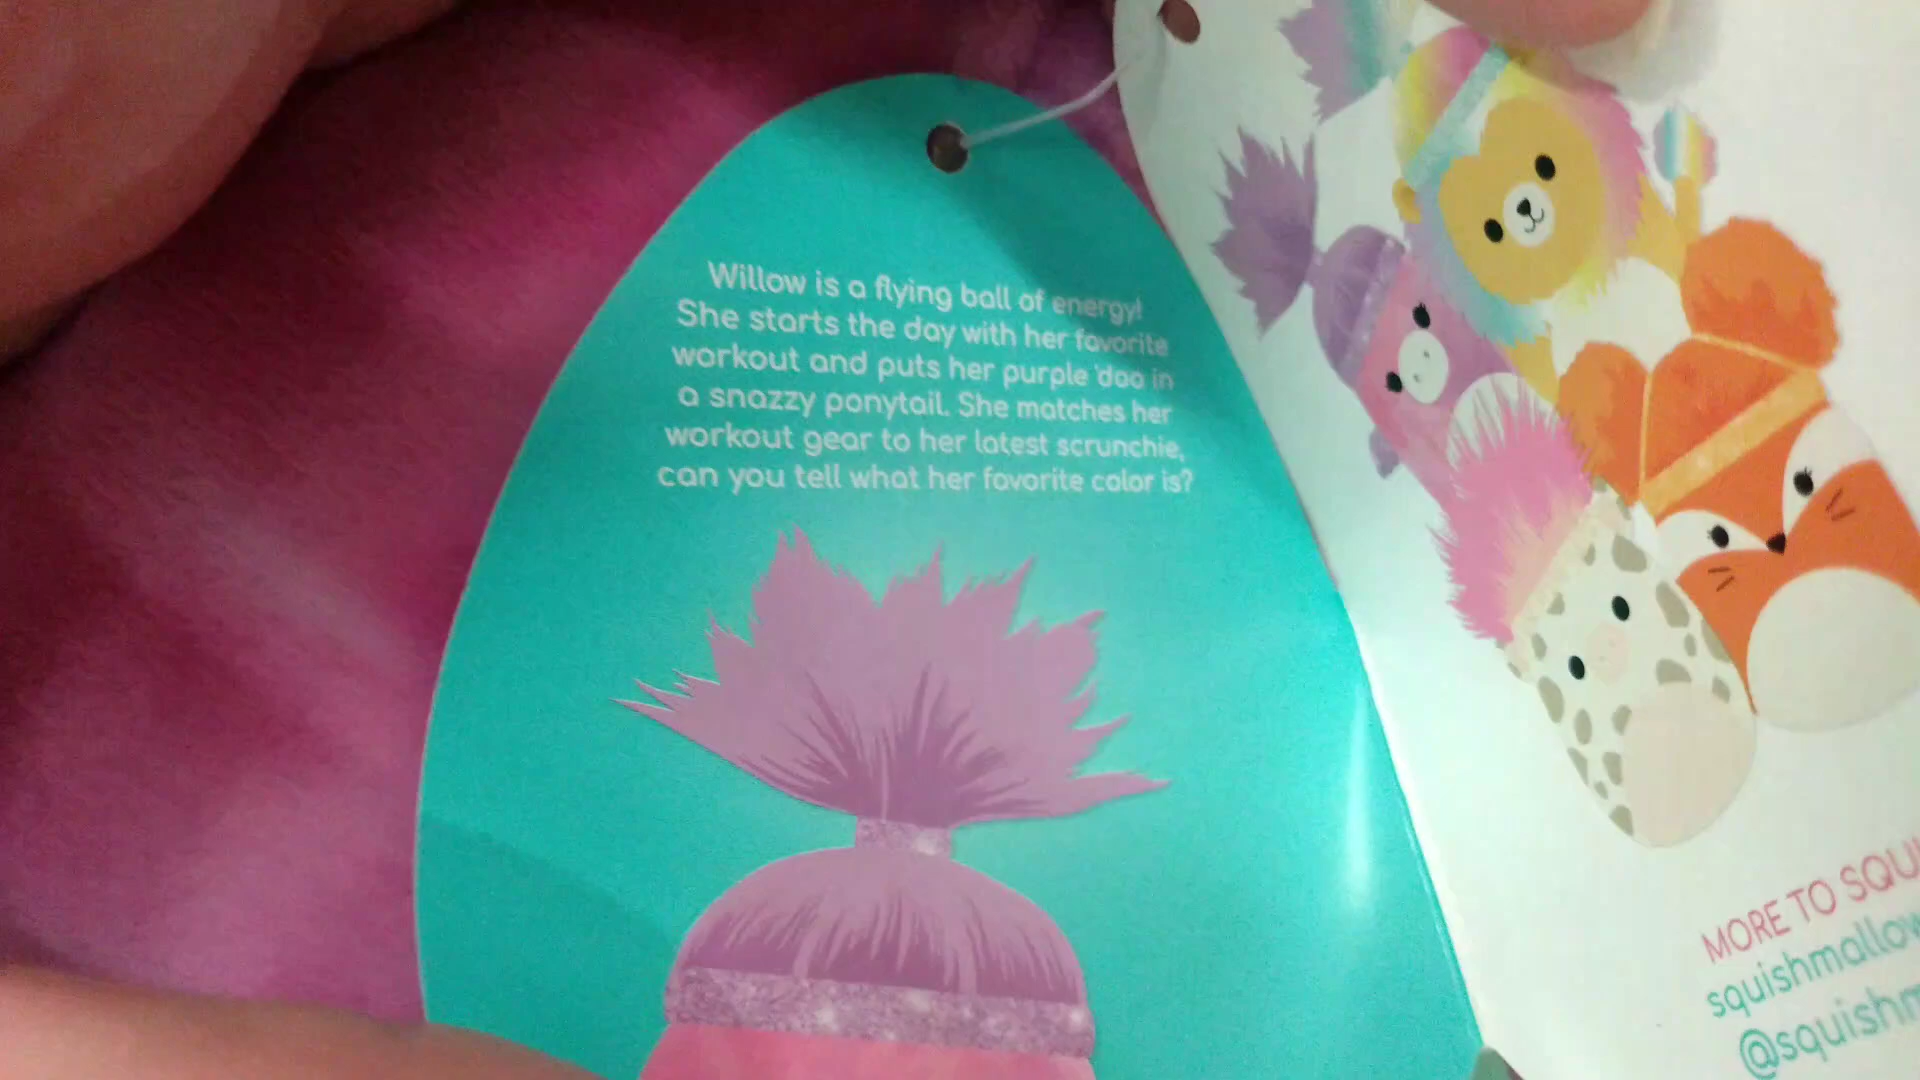 Willow is a flying ball of energy!
She starts the day with her favorite
workout and puts her purple 'doo in
a snazzy ponytail. She matches her
workout gear to her latest scrunchie,
can you tell what her favorite color is?
MORE TO SQU
squishmallow
@squishm